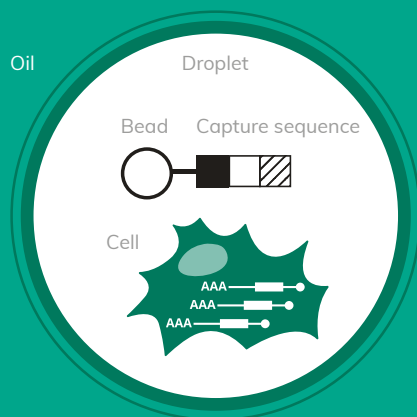 Oil
Droplet
Bead
Capture sequence
Cell
AAA
AAA
AAA